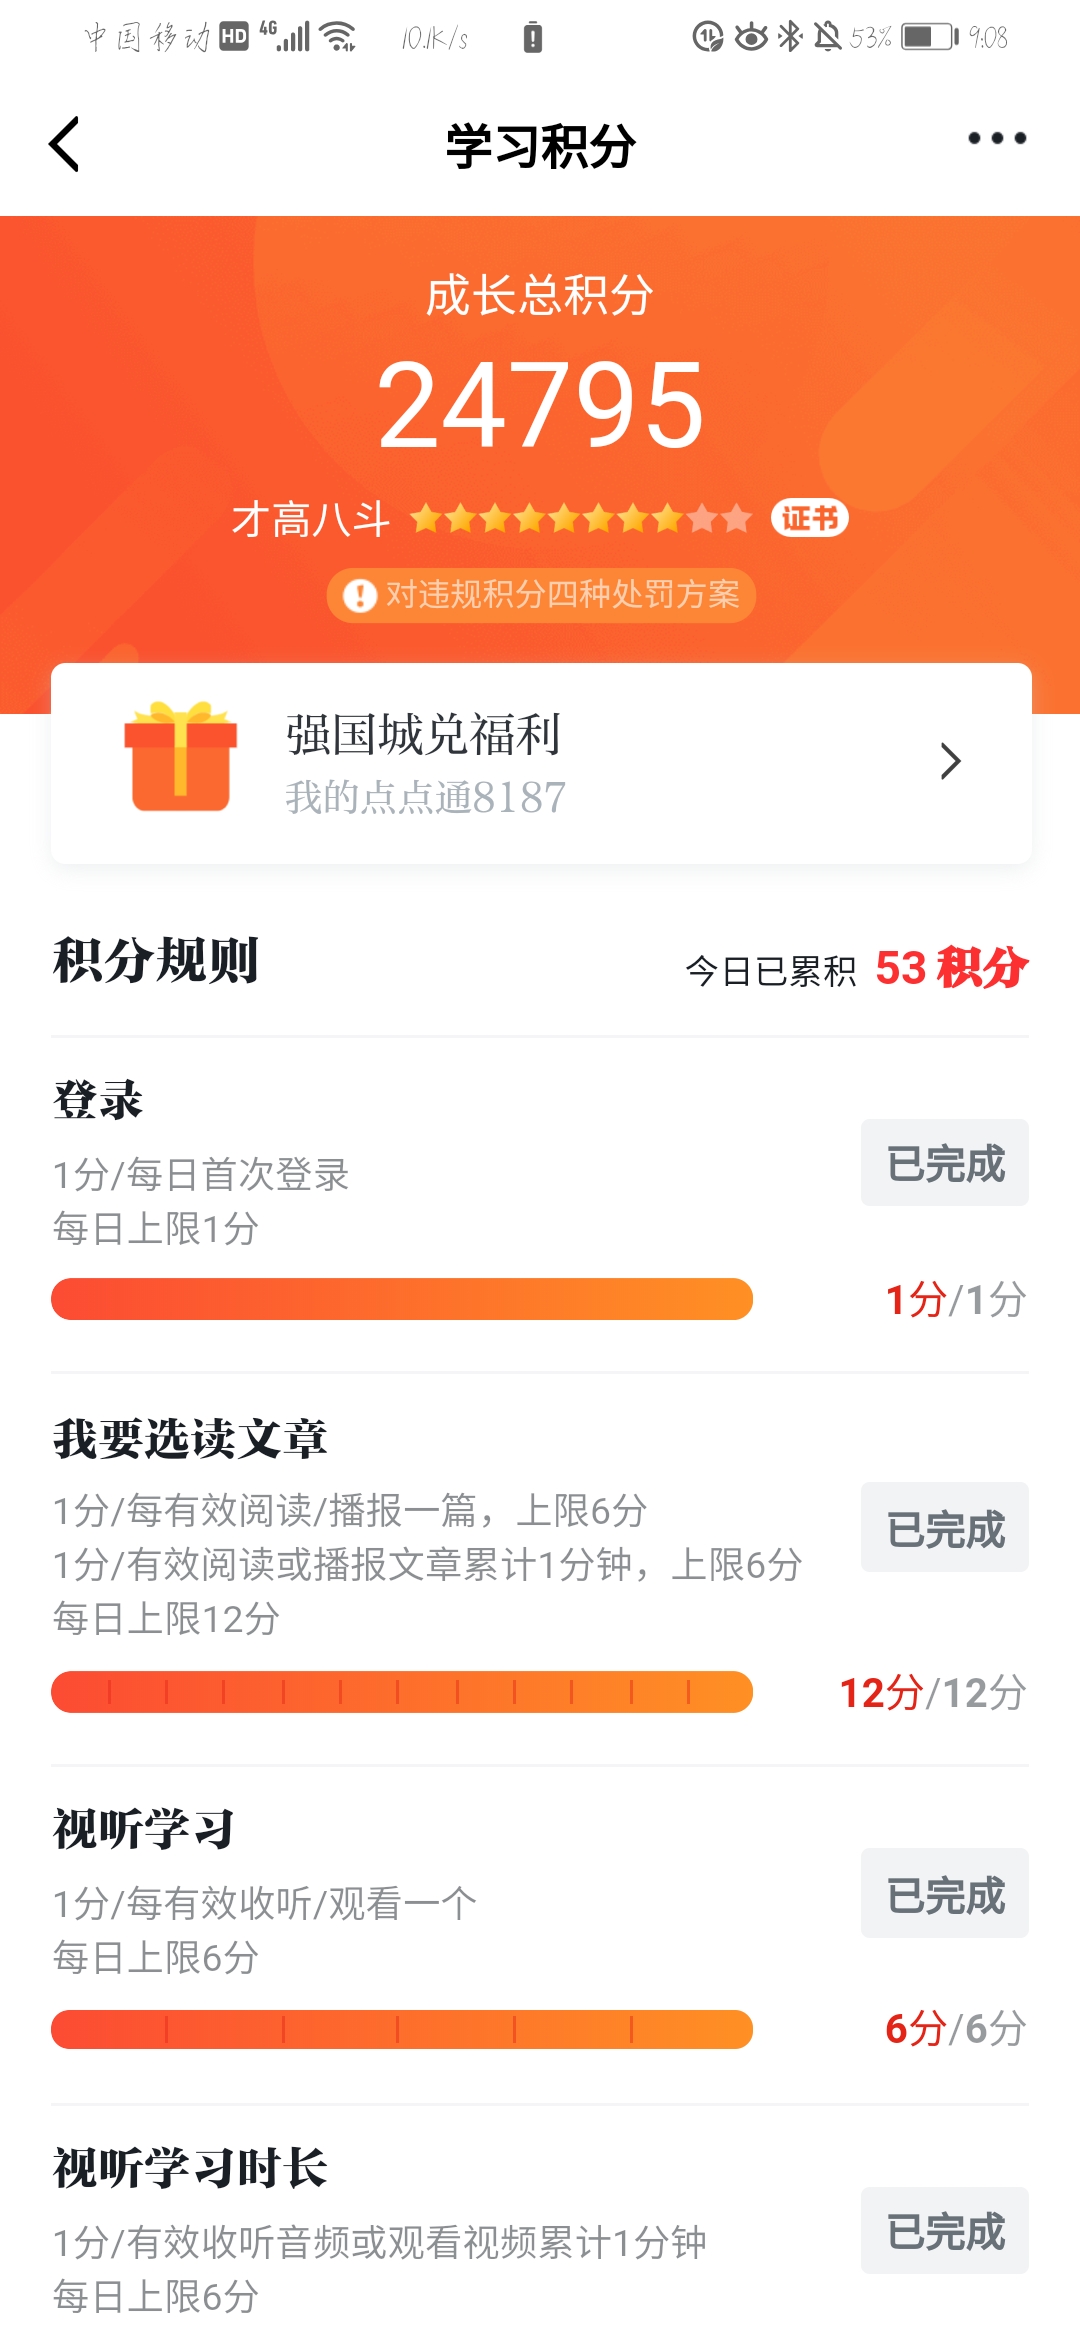 中国移动 HD 4G 10.1K/s 53% 9:08
学习积分
成长总积分
24795
才高八斗 证书
对违规积分四种处罚方案
强国城兑福利
我的点点通8187
积分规则 今日已累积 53 积分
登录
1分/每日首次登录
每日上限1分
已完成
1分/1分
我要选读文章
1分/每有效阅读/播报一篇，上限6分
1分/有效阅读或播报文章累计1分钟，上限6分
每日上限12分
已完成
12分/12分
视听学习
1分/每有效收听/观看一个
每日上限6分
已完成
6分/6分
视听学习时长
1分/有效收听音频或观看视频累计1分钟
每日上限6分
已完成